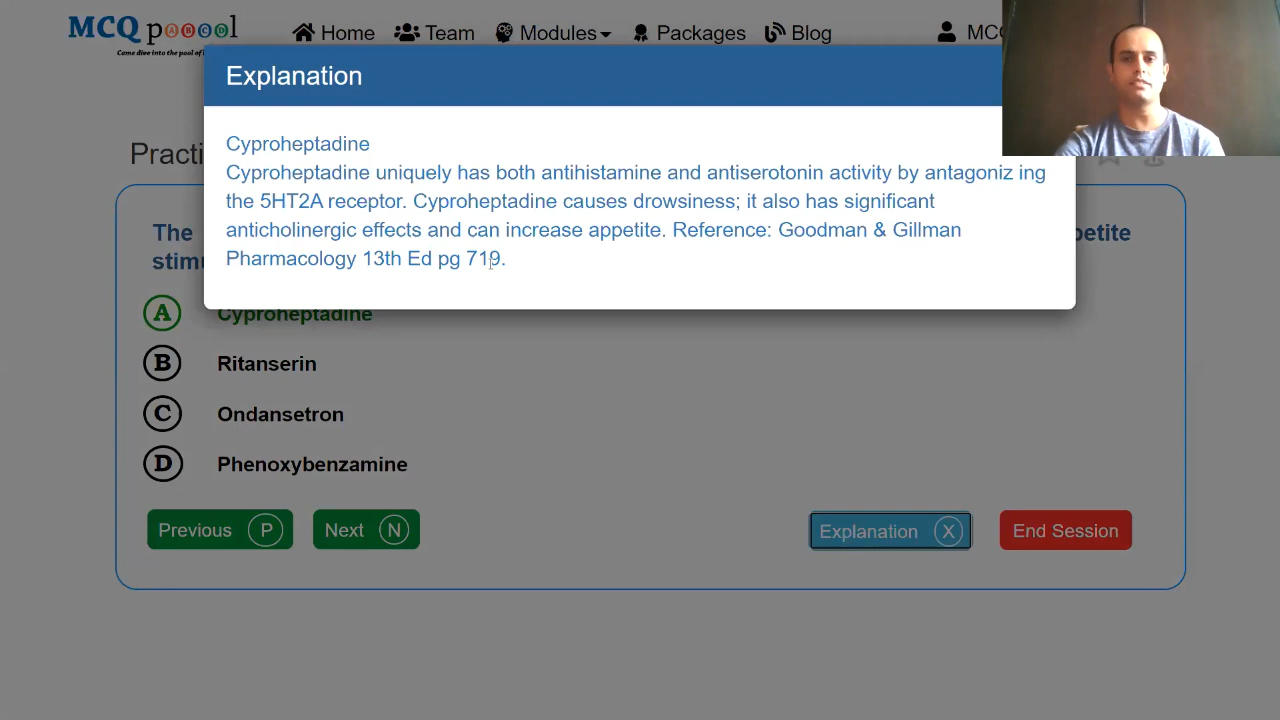 MCQ pooool
Home Team Modules Packages Blog MCQ
Came dive into the pool of
Explanation
Practi
Cyproheptadine
Cyproheptadine uniquely has both antihistamine and antiserotonin activity by antagoniz ing
the 5HT2A receptor. Cyproheptadine causes drowsiness; it also has significant
anticholinergic effects and can increase appetite. Reference: Goodman & Gillman
Pharmacology 13th Ed pg 719.
The petite
stim
A Cyproheptadine
B Ritanserin
C Ondansetron
D Phenoxybenzamine
Previous P Next N Explanation X End Session